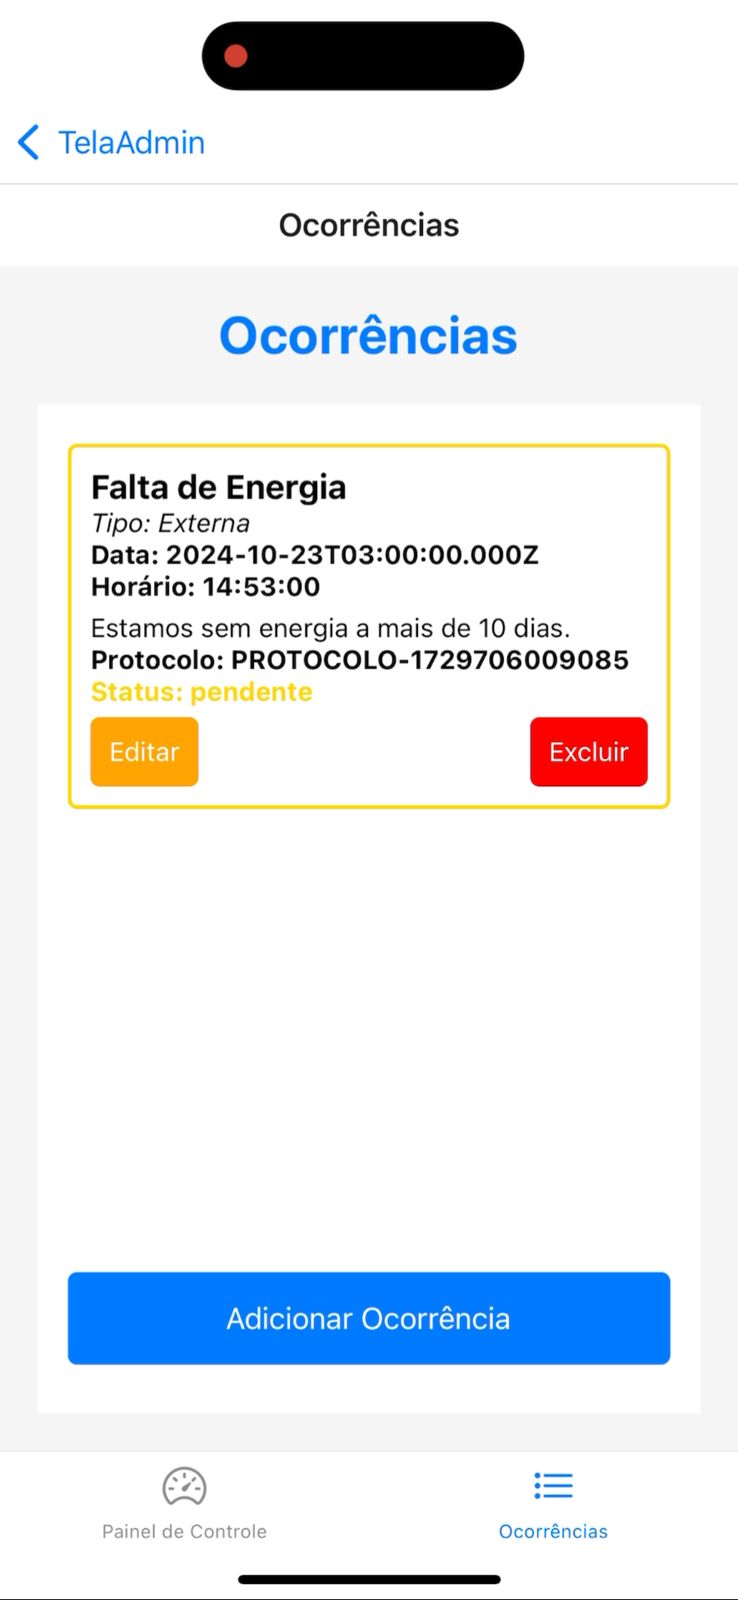 TelaAdmin
Ocorrências
Ocorrências
Falta de Energia
Tipo: Externa
Data: 2024-10-23T03:00:00.000Z
Horário: 14:53:00
Estamos sem energia a mais de 10 dias.
Protocolo: PROTOCOLO-1729706009085
Status: pendente
Editar
Excluir
Adicionar Ocorrência
Painel de Controle
Ocorrências